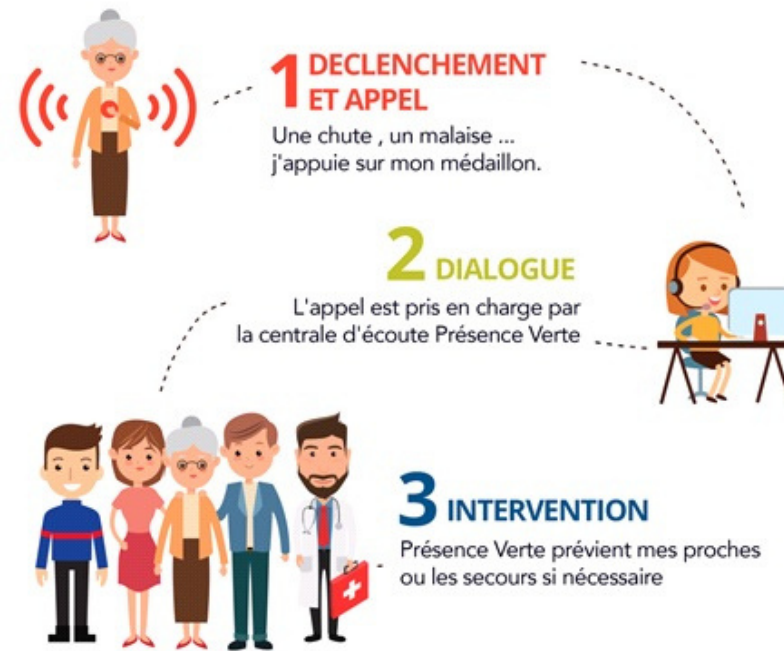 1 DECLENCHEMENT
ET APPEL
Une chute , un malaise ...
j'appuie sur mon médaillon.
2 DIALOGUE
L'appel est pris en charge par
la centrale d'écoute Présence Verte
3 INTERVENTION
Présence Verte prévient mes proches
ou les secours si nécessaire